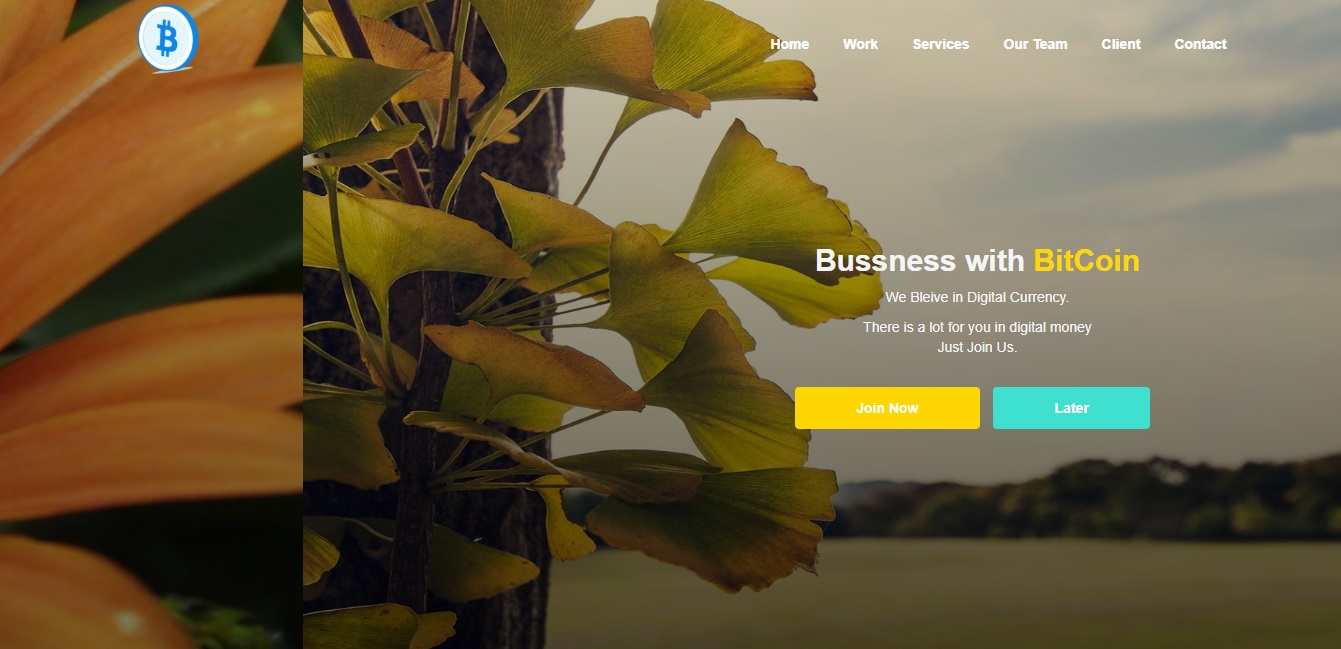 Home Work Services Our Team Client Contact
Bussness with BitCoin
We Bleive in Digital Currency.
There is a lot for you in digital money
Just Join Us.
Join Now Later